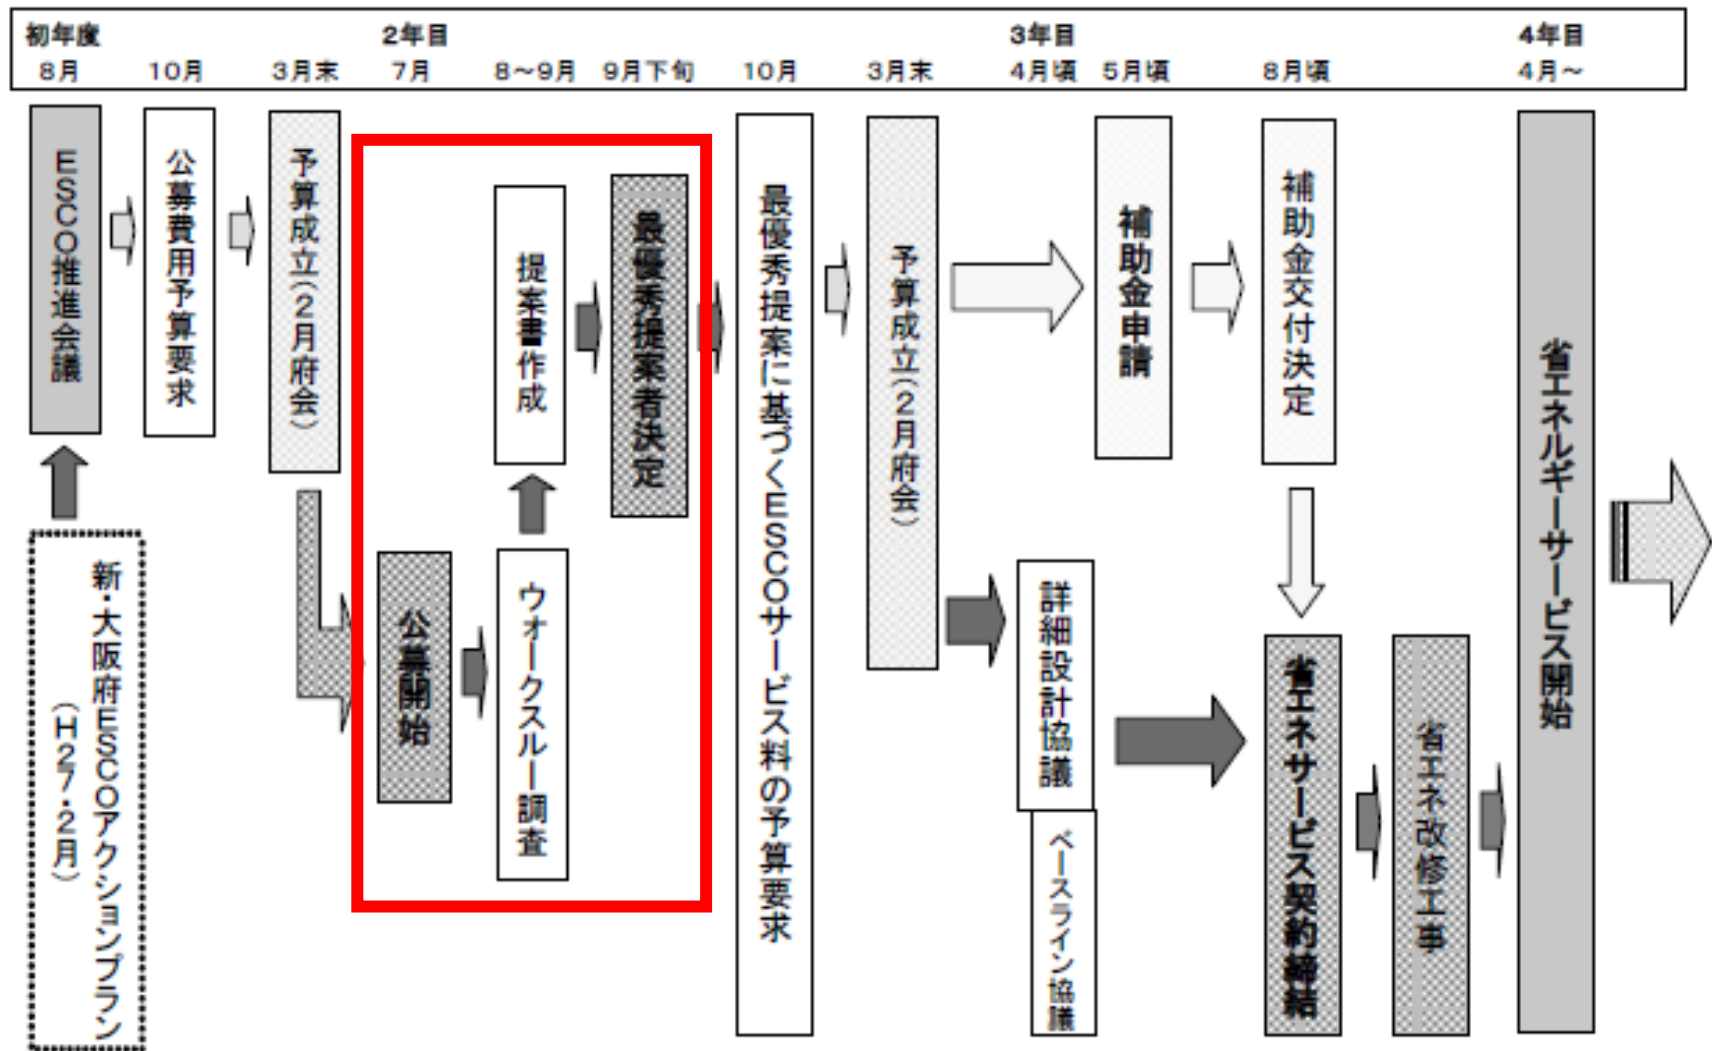 初年度 2年目 3年目 4年目
8月 10月 3月末 7月 8～9月 9月下旬 10月 3月末 4月頃 5月頃 8月頃 4月～
ESCO推進会議
新・大阪府ESCOアクションプラン
（H27・2月）
公募費用予算要求
予算成立（2月府会）
公募開始
ウオークスルー調査
提案書作成
最優秀提案者決定
最優秀提案に基づくESCOサービス料の予算要求
予算成立（2月府会）
補助金申請
補助金交付決定
詳細設計協議
ベースライン協議
省エネサービス契約締結
省エネ改修工事
省エネルギーサービス開始